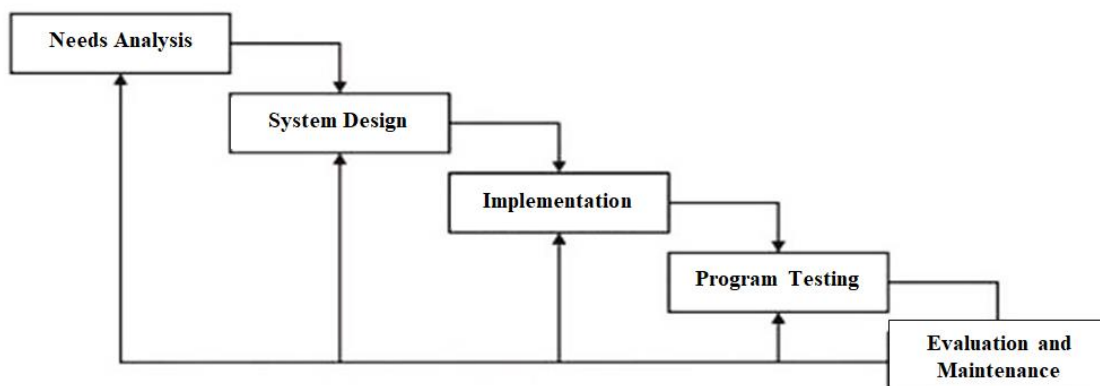 Needs Analysis
System Design
Implementation
Program Testing
Evaluation and
Maintenance